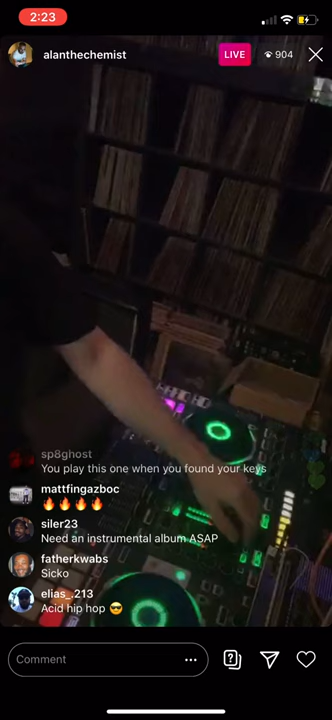 2:23
alanthechemist
LIVE
904
sp8ghost
You play this one when you found your keys
mattfingazboc
🔥🔥🔥🔥
siler23
Need an instrumental album ASAP
fatherkwabs
Sicko
elias_.213
Acid hip hop 😎
Comment